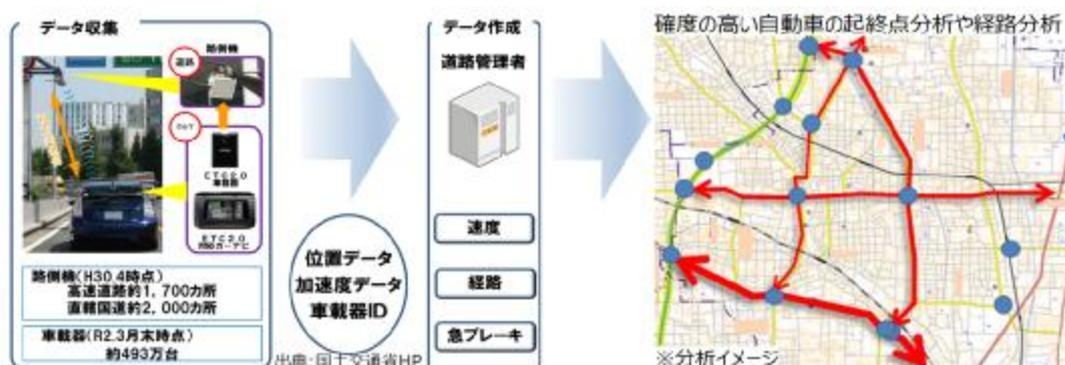 データ収集
路側機
道路
ETC2.0
車載器
ETC2.0
対応カーナビ
路側機(H30.4時点)
高速道路約1,700カ所
直轄国道約2,000カ所
車載器(R2.3月末時点)
約493万台
位置データ
加速度データ
車載器ID
出典:国土交通省HP
データ作成
道路管理者
速度
経路
急ブレーキ
確度の高い自動車の起終点分析や経路分析
※分析イメージ